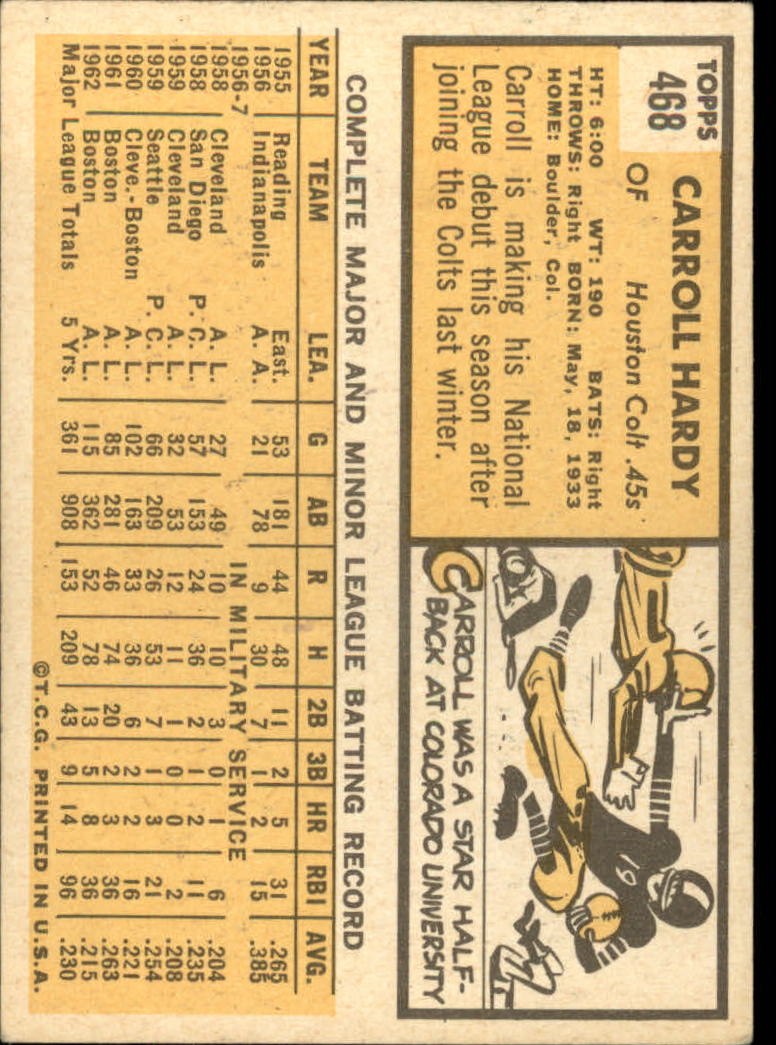 TOPPS
468
CARROLL HARDY
OF Houston Colt .45s
HT: 6:00 WT: 190 BATS: Right
THROWS: Right BORN: May, 18, 1933
HOME: Boulder, Col.
Carroll is making his National
League debut this season after
joining the Colts last winter.
19
CARROLL WAS A STAR HALF-
BACK AT COLORADO UNIVERSITY
COMPLETE MAJOR AND MINOR LEAGUE BATTING RECORD
YEAR TEAM LEA. G AB R H 2B 3B HR RBI AVG.
1955 Reading East. 53 181 44 48 11 2 5 31 .265
1956 Indianapolis A. A. 21 78 9 30 7 1 2 15 .385
1956-7 IN MILITARY SERVICE
1958 Cleveland A. L. 27 49 10 10 3 0 1 6 .204
1958 San Diego P. C. L. 57 153 24 36 2 1 2 11 .235
1959 Cleveland A. L. 32 53 12 11 1 0 0 2 .208
1959 Seattle P. C. L. 66 209 26 53 7 1 3 21 .254
1960 Cleve.-Boston A. L. 102 163 33 36 6 2 2 16 .221
1961 Boston A. L. 85 281 46 74 20 2 3 36 .263
1962 Boston A. L. 115 362 52 78 13 5 8 36 .215
Major League Totals 5 Yrs. 361 908 153 209 43 9 14 96 .230
©T.C.G. PRINTED IN U.S.A.